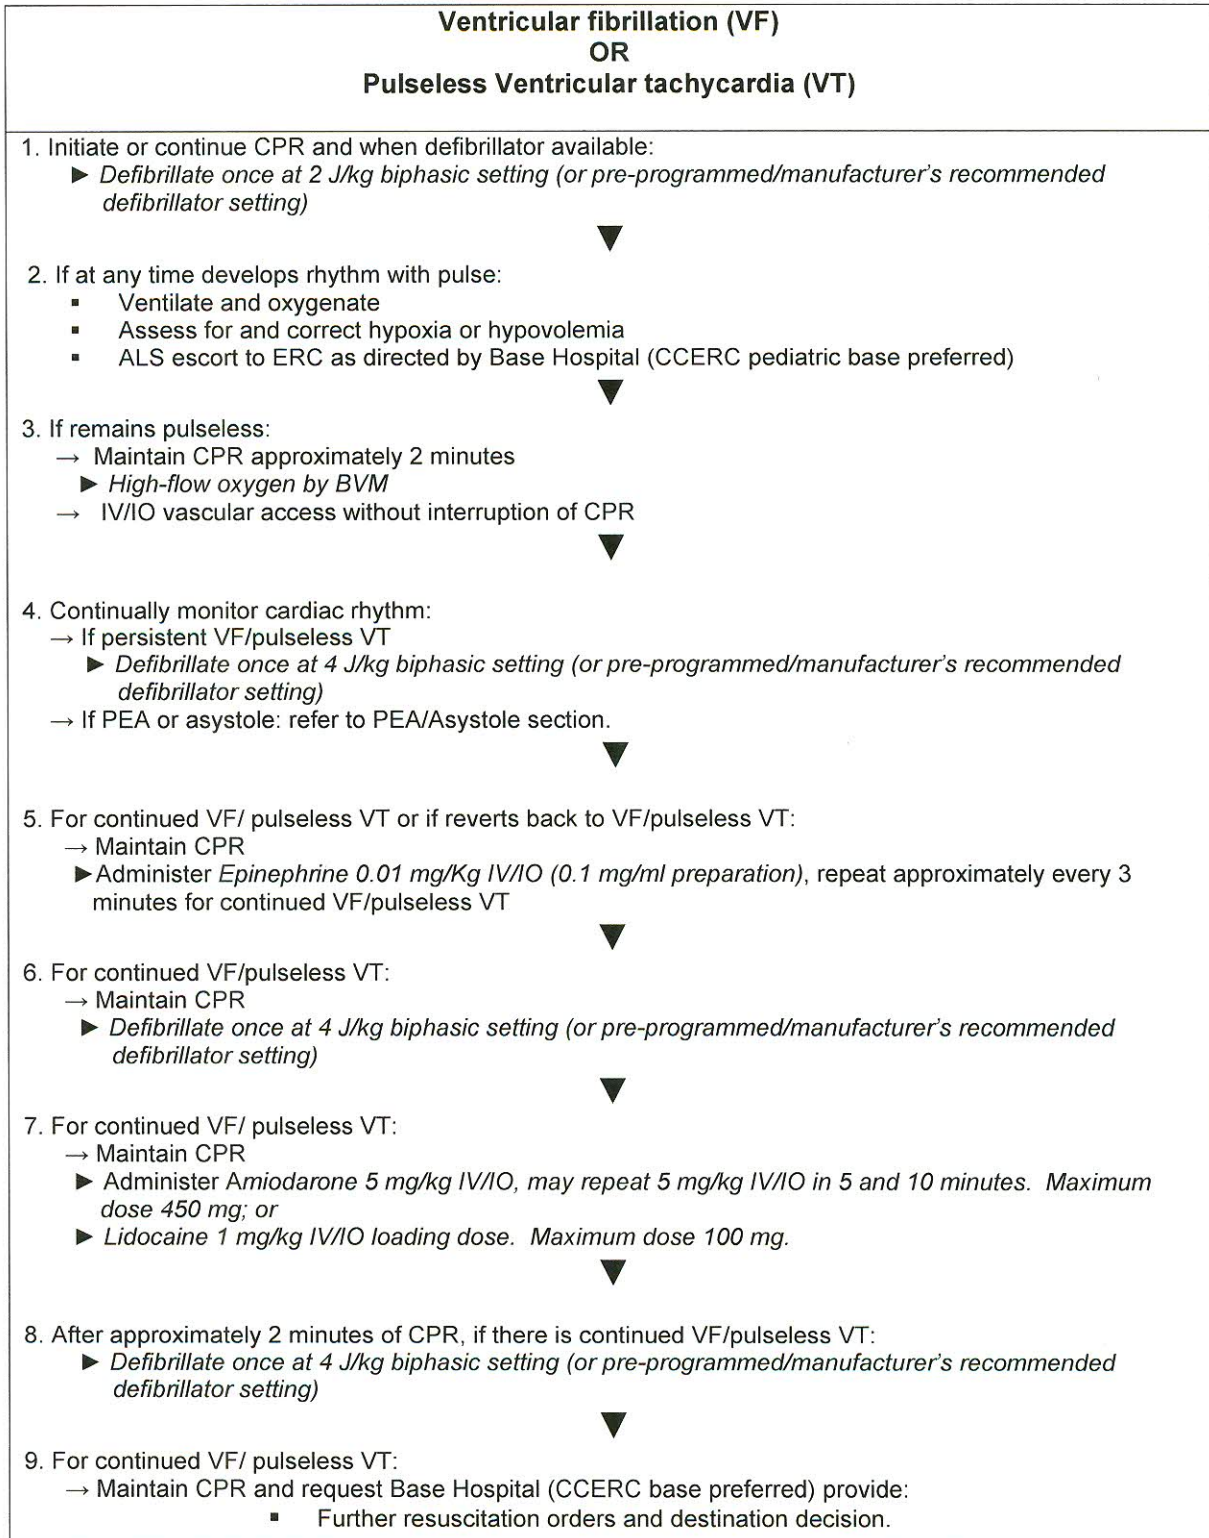 Ventricular fibrillation (VF)
OR
Pulseless Ventricular tachycardia (VT)
1. Initiate or continue CPR and when defibrillator available:
► Defibrillate once at 2 J/kg biphasic setting (or pre-programmed/manufacturer's recommended
defibrillator setting)
▼
2. If at any time develops rhythm with pulse:
▪ Ventilate and oxygenate
▪ Assess for and correct hypoxia or hypovolemia
▪ ALS escort to ERC as directed by Base Hospital (CCERC pediatric base preferred)
▼
3. If remains pulseless:
→ Maintain CPR approximately 2 minutes
► High-flow oxygen by BVM
→ IV/IO vascular access without interruption of CPR
▼
4. Continually monitor cardiac rhythm:
→ If persistent VF/pulseless VT
► Defibrillate once at 4 J/kg biphasic setting (or pre-programmed/manufacturer's recommended
defibrillator setting)
→ If PEA or asystole: refer to PEA/Asystole section.
▼
5. For continued VF/ pulseless VT or if reverts back to VF/pulseless VT:
→ Maintain CPR
►Administer Epinephrine 0.01 mg/Kg IV/IO (0.1 mg/ml preparation), repeat approximately every 3
minutes for continued VF/pulseless VT
▼
6. For continued VF/pulseless VT:
→ Maintain CPR
► Defibrillate once at 4 J/kg biphasic setting (or pre-programmed/manufacturer's recommended
defibrillator setting)
▼
7. For continued VF/ pulseless VT:
→ Maintain CPR
► Administer Amiodarone 5 mg/kg IV/IO, may repeat 5 mg/kg IV/IO in 5 and 10 minutes. Maximum
dose 450 mg; or
► Lidocaine 1 mg/kg IV/IO loading dose. Maximum dose 100 mg.
▼
8. After approximately 2 minutes of CPR, if there is continued VF/pulseless VT:
► Defibrillate once at 4 J/kg biphasic setting (or pre-programmed/manufacturer's recommended
defibrillator setting)
▼
9. For continued VF/ pulseless VT:
→ Maintain CPR and request Base Hospital (CCERC base preferred) provide:
▪ Further resuscitation orders and destination decision.